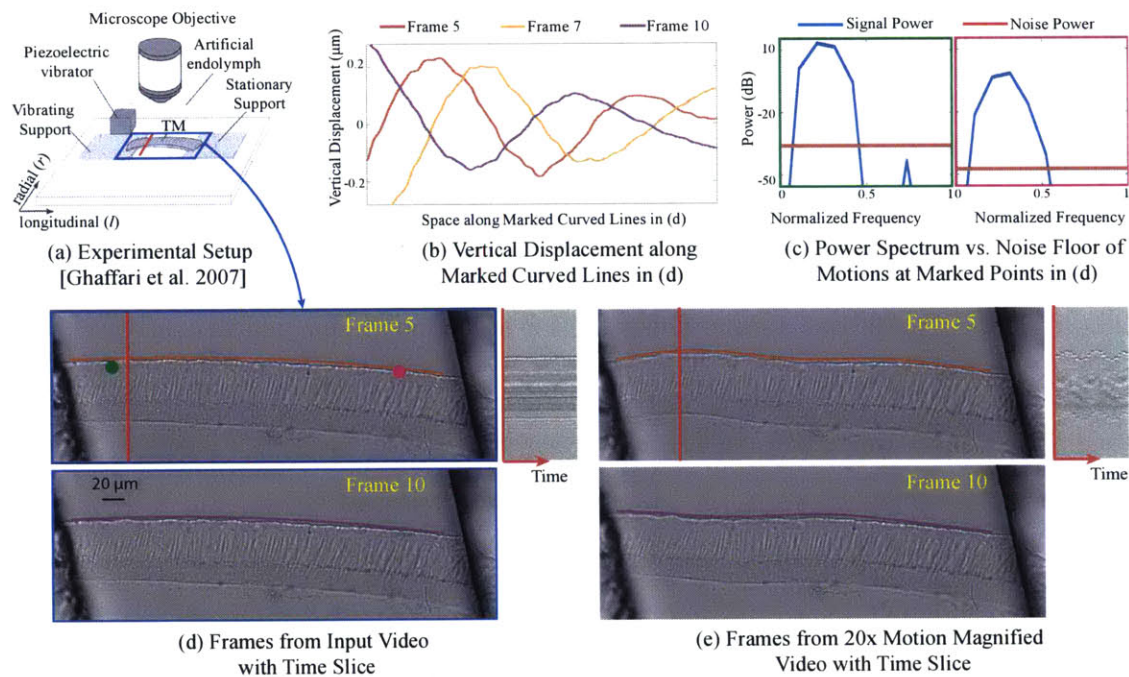 Microscope Objective
Piezoelectric
vibrator
Artificial
endolymph
Stationary
Support
Vibrating
Support
TM
radial (r)
longitudinal (l)
(a) Experimental Setup
[Ghaffari et al. 2007]
Frame 5
Frame 7
Frame 10
Vertical Displacement (μm)
0.2
0
-0.2
Space along Marked Curved Lines in (d)
(b) Vertical Displacement along
Marked Curved Lines in (d)
Signal Power
Noise Power
Power (dB)
10
-20
-50
0 0.5 1
0 0.5 1
Normalized Frequency
Normalized Frequency
(c) Power Spectrum vs. Noise Floor of
Motions at Marked Points in (d)
Frame 5
Time
20 μm
Frame 10
(d) Frames from Input Video
with Time Slice
Frame 5
Time
Frame 10
(e) Frames from 20x Motion Magnified
Video with Time Slice